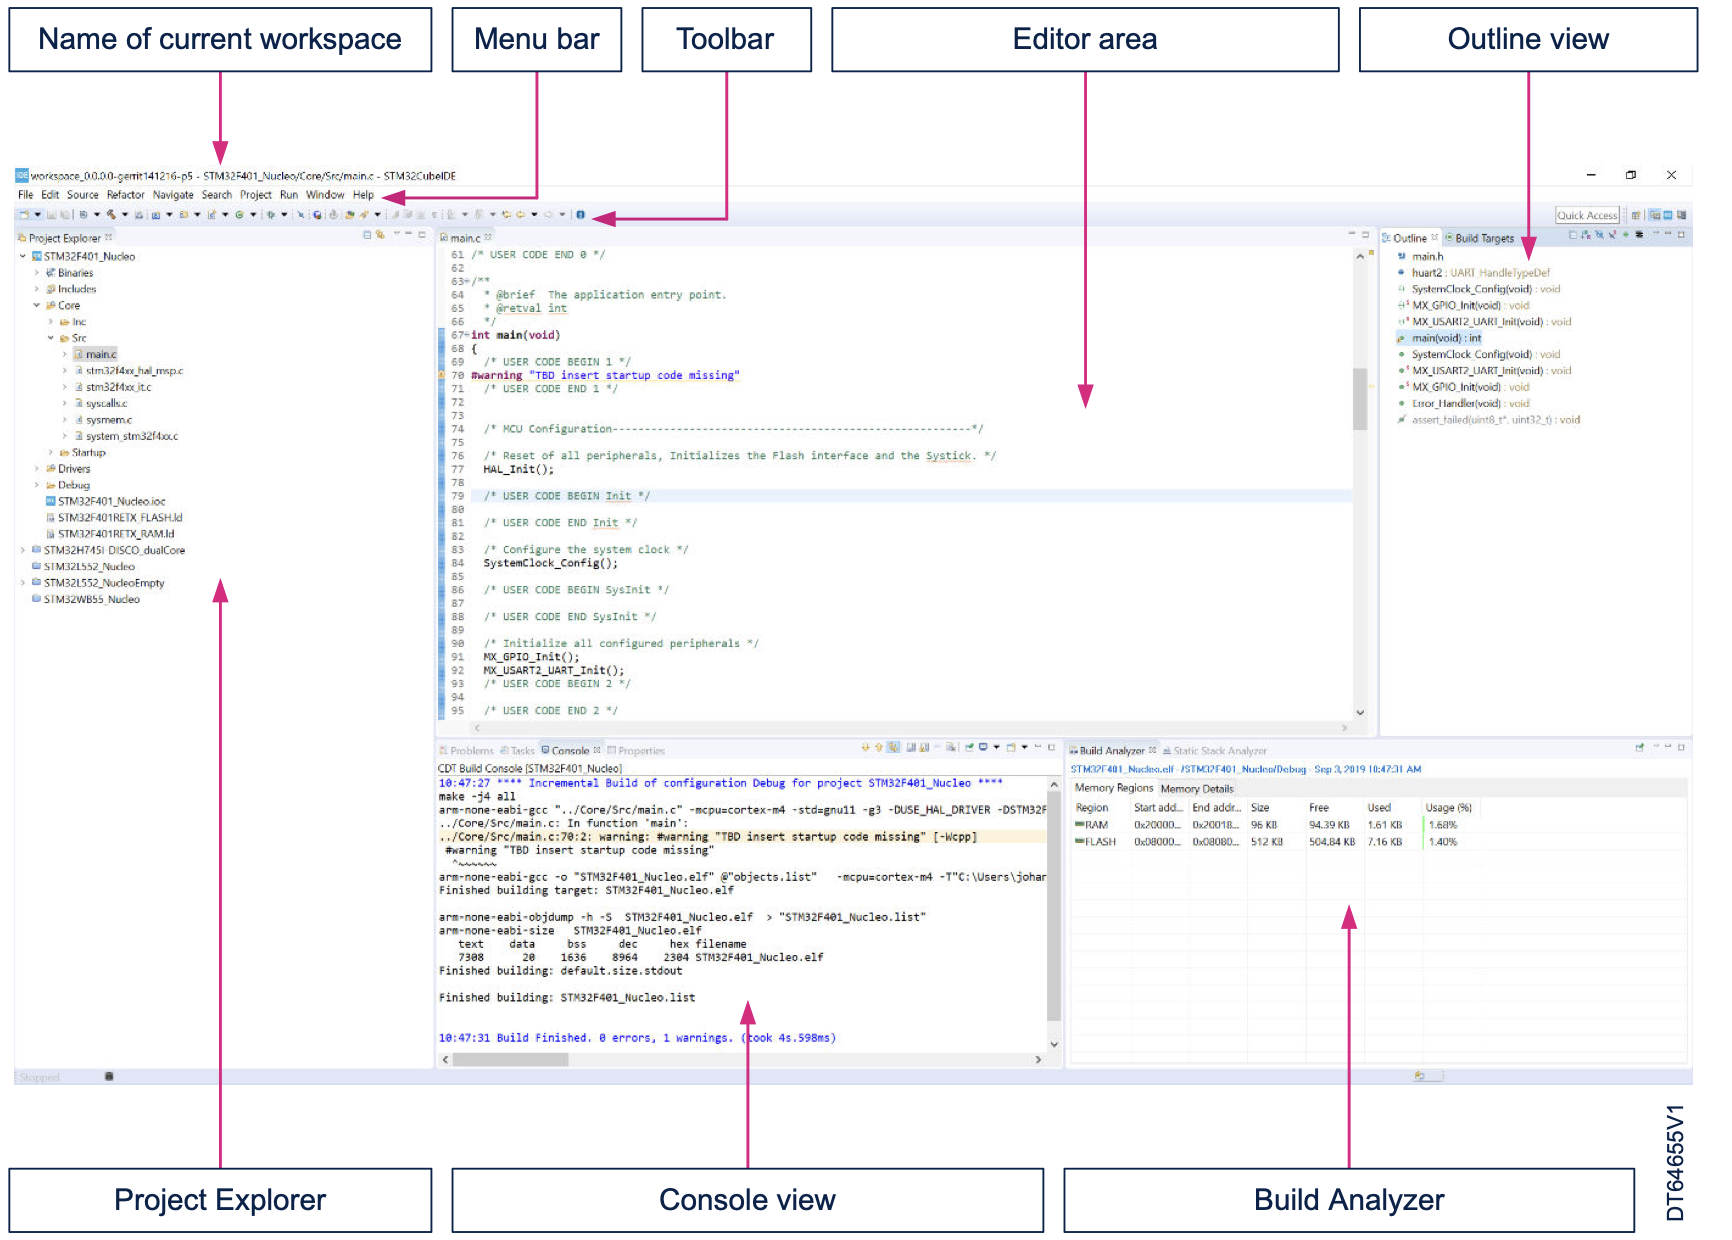 Name of current workspace
Menu bar
Toolbar
Editor area
Outline view
workspace_0.0.0.0-gerrit141216-p5 - STM32F401_Nucleo/Core/Src/main.c - STM32CubeIDE
File Edit Source Refactor Navigate Search Project Run Window Help
Quick Access
Project Explorer
STM32F401_Nucleo
Binaries
Includes
Core
Inc
Src
main.c
stm32f4xx_hal_msp.c
stm32f4xx_it.c
syscalls.c
sysmem.c
system_stm32f4xx.c
Startup
Drivers
Debug
STM32F401_Nucleo.ioc
STM32F401RETX_FLASH.ld
STM32F401RETX_RAM.ld
STM32H745I-DISCO_dualCore
STM32L552_Nucleo
STM32L552_NucleoEmpty
STM32WB55_Nucleo
main.c
61 /* USER CODE END 0 */
62
63 /**
64 * @brief The application entry point.
65 * @retval int
66 */
67 int main(void)
68 {
69 /* USER CODE BEGIN 1 */
70 #warning "TBD insert startup code missing"
71 /* USER CODE END 1 */
72
73
74 /* MCU Configuration--------------------------------------------------------*/
75
76 /* Reset of all peripherals, Initializes the Flash interface and the Systick. */
77 HAL_Init();
78
79 /* USER CODE BEGIN Init */
80
81 /* USER CODE END Init */
82
83 /* Configure the system clock */
84 SystemClock_Config();
85
86 /* USER CODE BEGIN SysInit */
87
88 /* USER CODE END SysInit */
89
90 /* Initialize all configured peripherals */
91 MX_GPIO_Init();
92 MX_USART2_UART_Init();
93 /* USER CODE BEGIN 2 */
94
95 /* USER CODE END 2 */
Outline Build Targets
main.h
huart2 : UART_HandleTypeDef
SystemClock_Config(void) : void
MX_GPIO_Init(void) : void
MX_USART2_UART_Init(void) : void
main(void) : int
SystemClock_Config(void) : void
MX_USART2_UART_Init(void) : void
MX_GPIO_Init(void) : void
Error_Handler(void) : void
assert_failed(uint8_t*, uint32_t) : void
Problems Tasks Console Properties
CDT Build Console [STM32F401_Nucleo]
10:47:27 **** Incremental Build of configuration Debug for project STM32F401_Nucleo ****
make -j4 all
arm-none-eabi-gcc "../Core/Src/main.c" -mcpu=cortex-m4 -std=gnu11 -g3 -DUSE_HAL_DRIVER -DSTM32F
../Core/Src/main.c: In function 'main':
../Core/Src/main.c:70:2: warning: #warning "TBD insert startup code missing" [-Wcpp]
#warning "TBD insert startup code missing"
^~~~~~~
arm-none-eabi-gcc -o "STM32F401_Nucleo.elf" @"objects.list" -mcpu=cortex-m4 -T"C:\Users\johar
Finished building target: STM32F401_Nucleo.elf
arm-none-eabi-objdump -h -S STM32F401_Nucleo.elf > "STM32F401_Nucleo.list"
arm-none-eabi-size STM32F401_Nucleo.elf
text data bss dec hex filename
7308 20 1636 8964 2304 STM32F401_Nucleo.elf
Finished building: default.size.stdout
Finished building: STM32F401_Nucleo.list
10:47:31 Build Finished. 0 errors, 1 warnings. (took 4s.598ms)
Build Analyzer Static Stack Analyzer
STM32F401_Nucleo.elf - /STM32F401_Nucleo/Debug - Sep 3, 2019 10:47:31 AM
Memory Regions Memory Details
Region Start add... End addr... Size Free Used Usage (%)
RAM 0x20000... 0x20018... 96 KB 94.39 KB 1.61 KB 1.68%
FLASH 0x08000... 0x08080... 512 KB 504.84 KB 7.16 KB 1.40%
Stopped
Project Explorer
Console view
Build Analyzer
DT64655V1